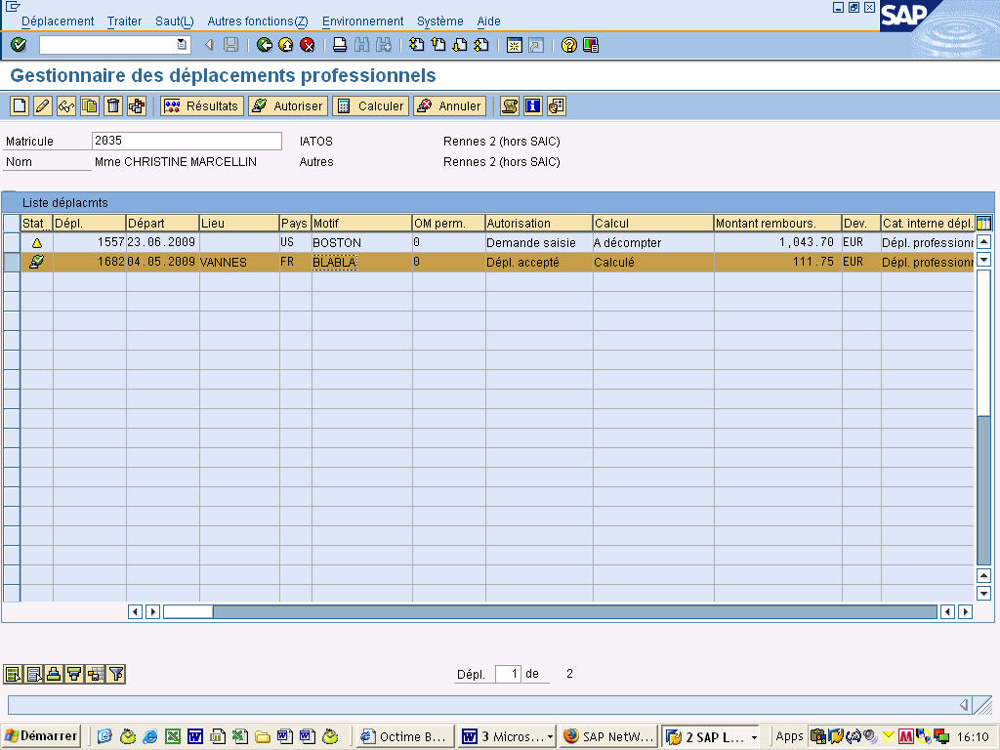 Déplacement Traiter Saut(L) Autres fonctions(Z) Environnement Système Aide
SAP
Gestionnaire des déplacements professionnels
Résultats Autoriser Calculer Annuler
Matricule 2035 IATOS Rennes 2 (hors SAIC)
Nom Mme CHRISTINE MARCELLIN Autres Rennes 2 (hors SAIC)
Liste déplacmts
Stat.. Dépl. Départ Lieu Pays Motif OM perm. Autorisation Calcul Montant rembours. Dev. Cat. interne dépl.
1557 23.06.2009 US BOSTON 0 Demande saisie A décompter 1,043.70 EUR Dépl. professionn
1682 04.05.2009 VANNES FR BLABLA 0 Dépl. accepté Calculé 111.75 EUR Dépl. professionn
Dépl. 1 de 2
Démarrer Octime B... 3 Micros... SAP NetW... 2 SAP L... Apps 16:10